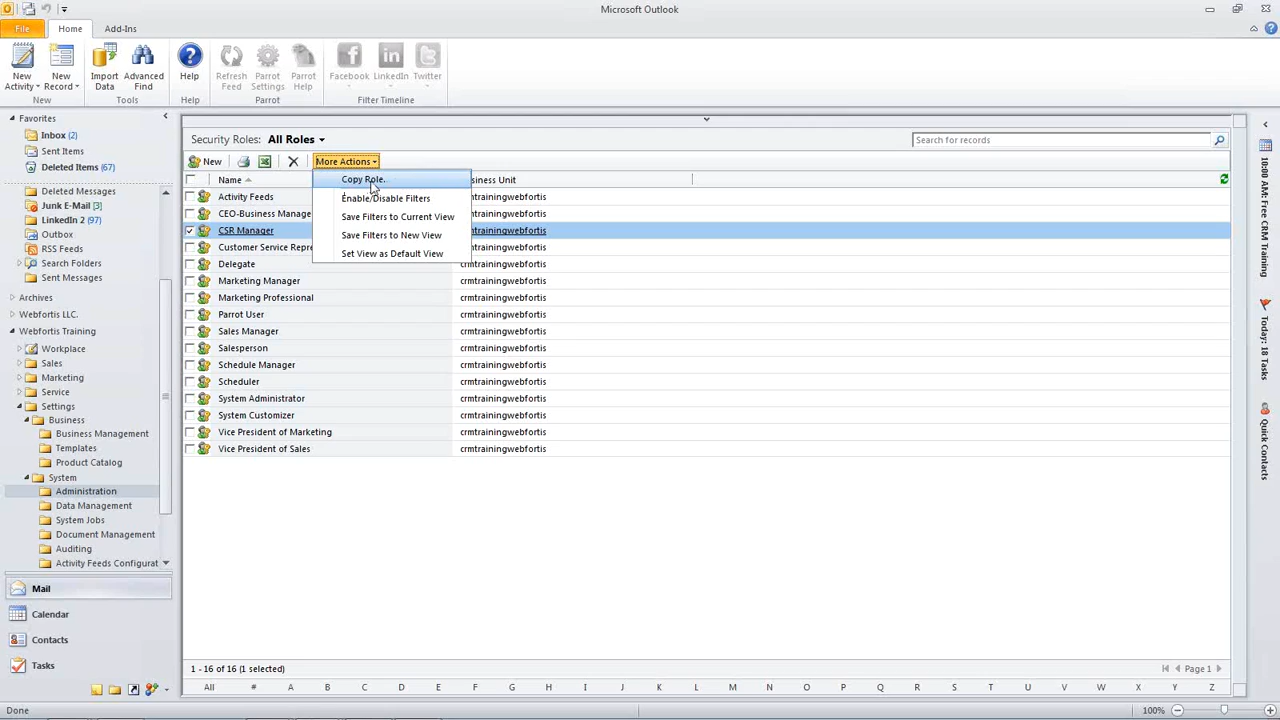 Microsoft Outlook
File Home Add-Ins
New Activity New Record Import Data Advanced Find Help Refresh Feed Parrot Settings Parrot Help Facebook LinkedIn Twitter
New Tools Help Parrot Filter Timeline
Favorites
Inbox (2)
Sent Items
Deleted Items (67)
Deleted Messages
Junk E-Mail [3]
LinkedIn 2 (97)
Outbox
RSS Feeds
Search Folders
Sent Messages
Archives
Webfortis LLC.
Webfortis Training
Workplace
Sales
Marketing
Service
Settings
Business
Business Management
Templates
Product Catalog
System
Administration
Data Management
System Jobs
Document Management
Auditing
Activity Feeds Configurat
Mail
Calendar
Contacts
Tasks
Security Roles: All Roles
Search for records
New More Actions
Copy Role...
Enable/Disable Filters
Save Filters to Current View
Save Filters to New View
Set View as Default View
Name usiness Unit
Activity Feeds crmtrainingwebfortis
CEO-Business Manage rmtrainingwebfortis
CSR Manager rmtrainingwebfortis
Customer Service Repre rmtrainingwebfortis
Delegate crmtrainingwebfortis
Marketing Manager crmtrainingwebfortis
Marketing Professional crmtrainingwebfortis
Parrot User crmtrainingwebfortis
Sales Manager crmtrainingwebfortis
Salesperson crmtrainingwebfortis
Schedule Manager crmtrainingwebfortis
Scheduler crmtrainingwebfortis
System Administrator crmtrainingwebfortis
System Customizer crmtrainingwebfortis
Vice President of Marketing crmtrainingwebfortis
Vice President of Sales crmtrainingwebfortis
1 - 16 of 16 (1 selected)
Page 1
All # A B C D E F G H I J K L M N O P Q R S T U V W X Y Z
10:00 AM: Free CRM Training
Today: 18 Tasks
Quick Contacts
Done
100%